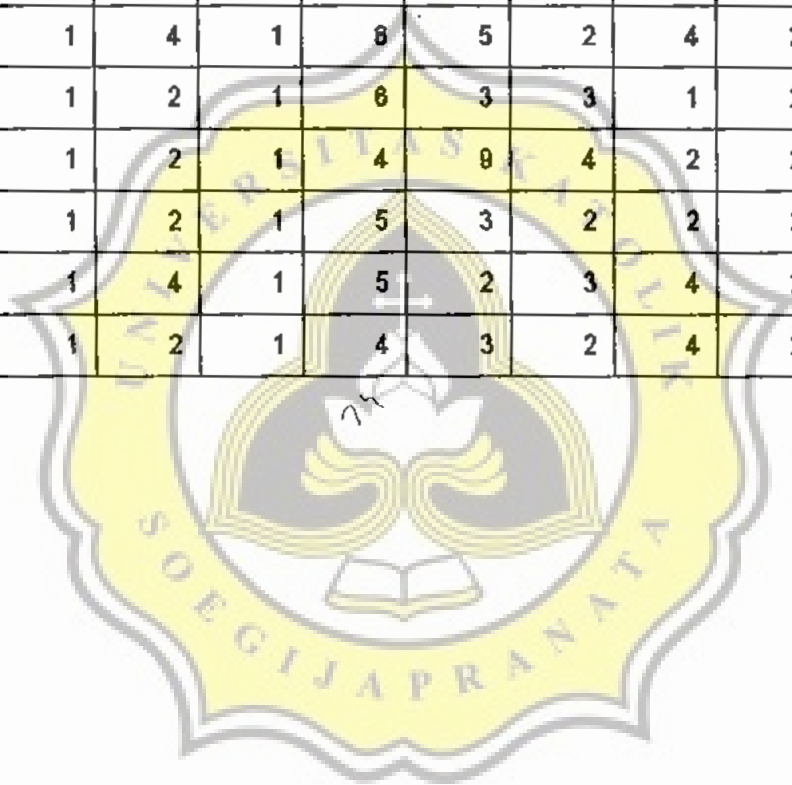 1 4 1 8 5 2 4
1 2 1 6 3 3 1
1 2 1 4 9 4 2
1 2 1 5 3 2 2
1 4 1 5 2 3 4
1 2 1 4 3 2 4
UNIVERSITAS KATOLIK
SOEGIJAPRANATA